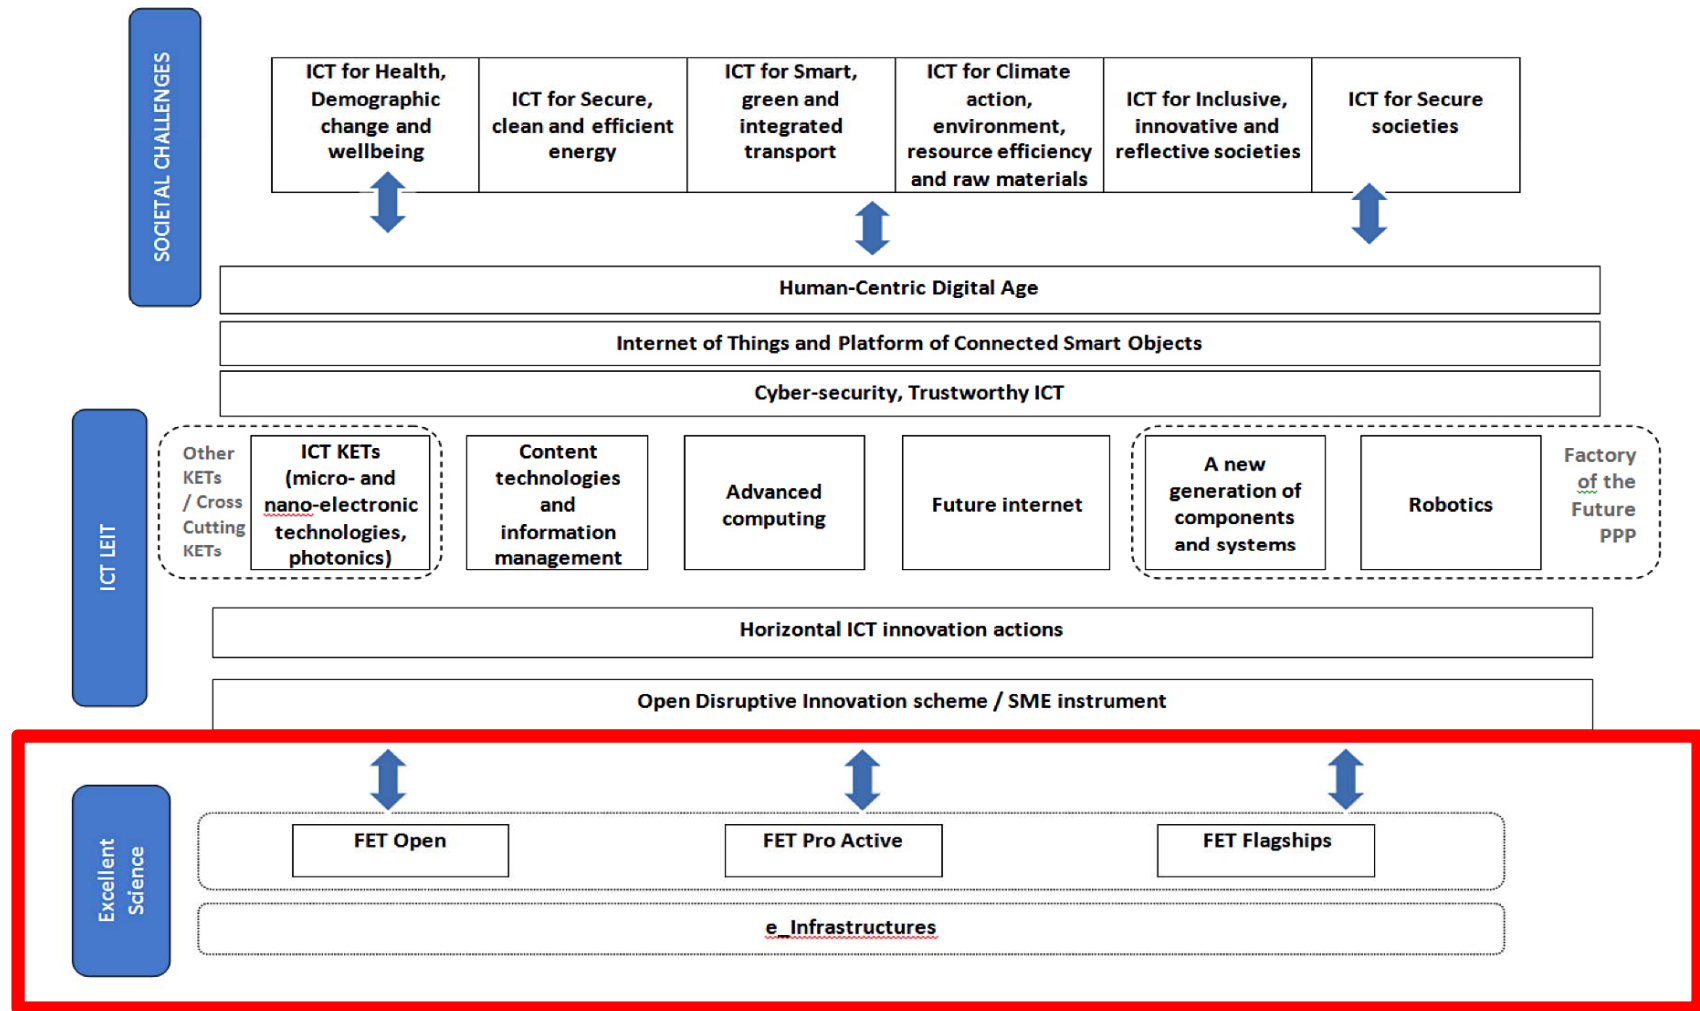 SOCIETAL CHALLENGES
ICT for Health,
Demographic
change and
wellbeing
ICT for Secure,
clean and efficient
energy
ICT for Smart,
green and
integrated
transport
ICT for Climate
action,
environment,
resource efficiency
and raw materials
ICT for Inclusive,
innovative and
reflective societies
ICT for Secure
societies
Human-Centric Digital Age
Internet of Things and Platform of Connected Smart Objects
Cyber-security, Trustworthy ICT
ICT LEIT
Other
KETs
/ Cross
Cutting
KETs
ICT KETs
(micro- and
nano-electronic
technologies,
photonics)
Content
technologies
and
information
management
Advanced
computing
Future internet
A new
generation of
components
and systems
Robotics
Factory
of the
Future
PPP
Horizontal ICT innovation actions
Open Disruptive Innovation scheme / SME instrument
Excellent
Science
FET Open
FET Pro Active
FET Flagships
e_Infrastructures